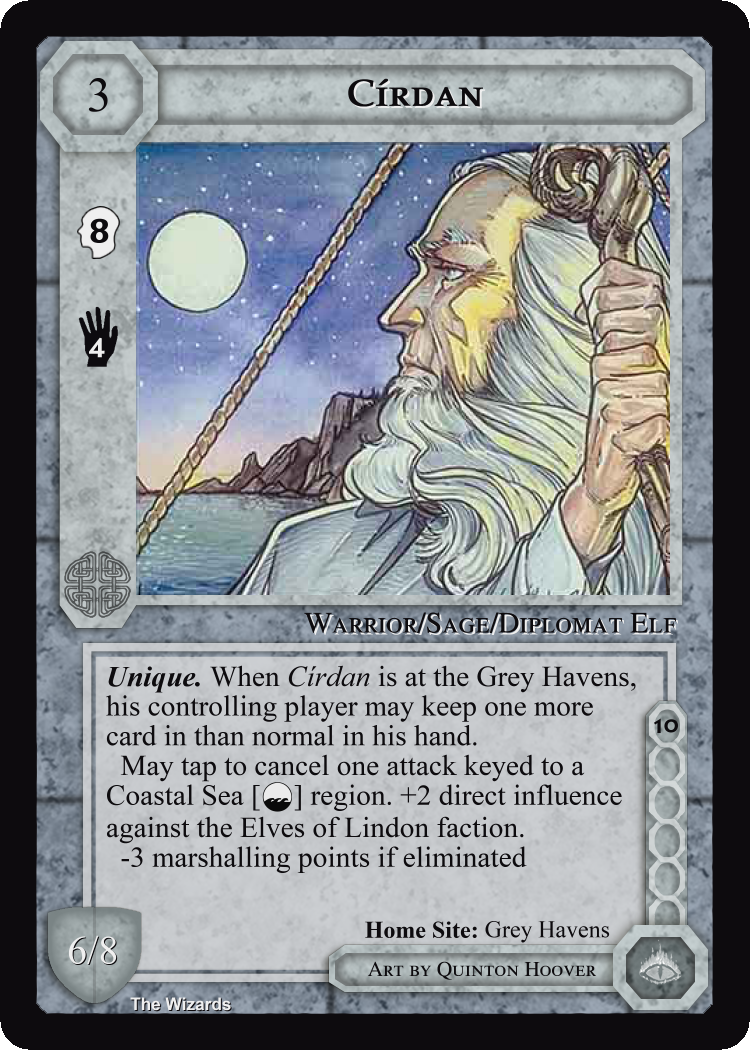 3
Círdan
8
4
Warrior/Sage/Diplomat Elf
Unique. When Círdan is at the Grey Havens,
his controlling player may keep one more
card in than normal in his hand.
May tap to cancel one attack keyed to a
Coastal Sea [ ] region. +2 direct influence
against the Elves of Lindon faction.
-3 marshalling points if eliminated
10
Home Site: Grey Havens
6/8
Art by Quinton Hoover
The Wizards